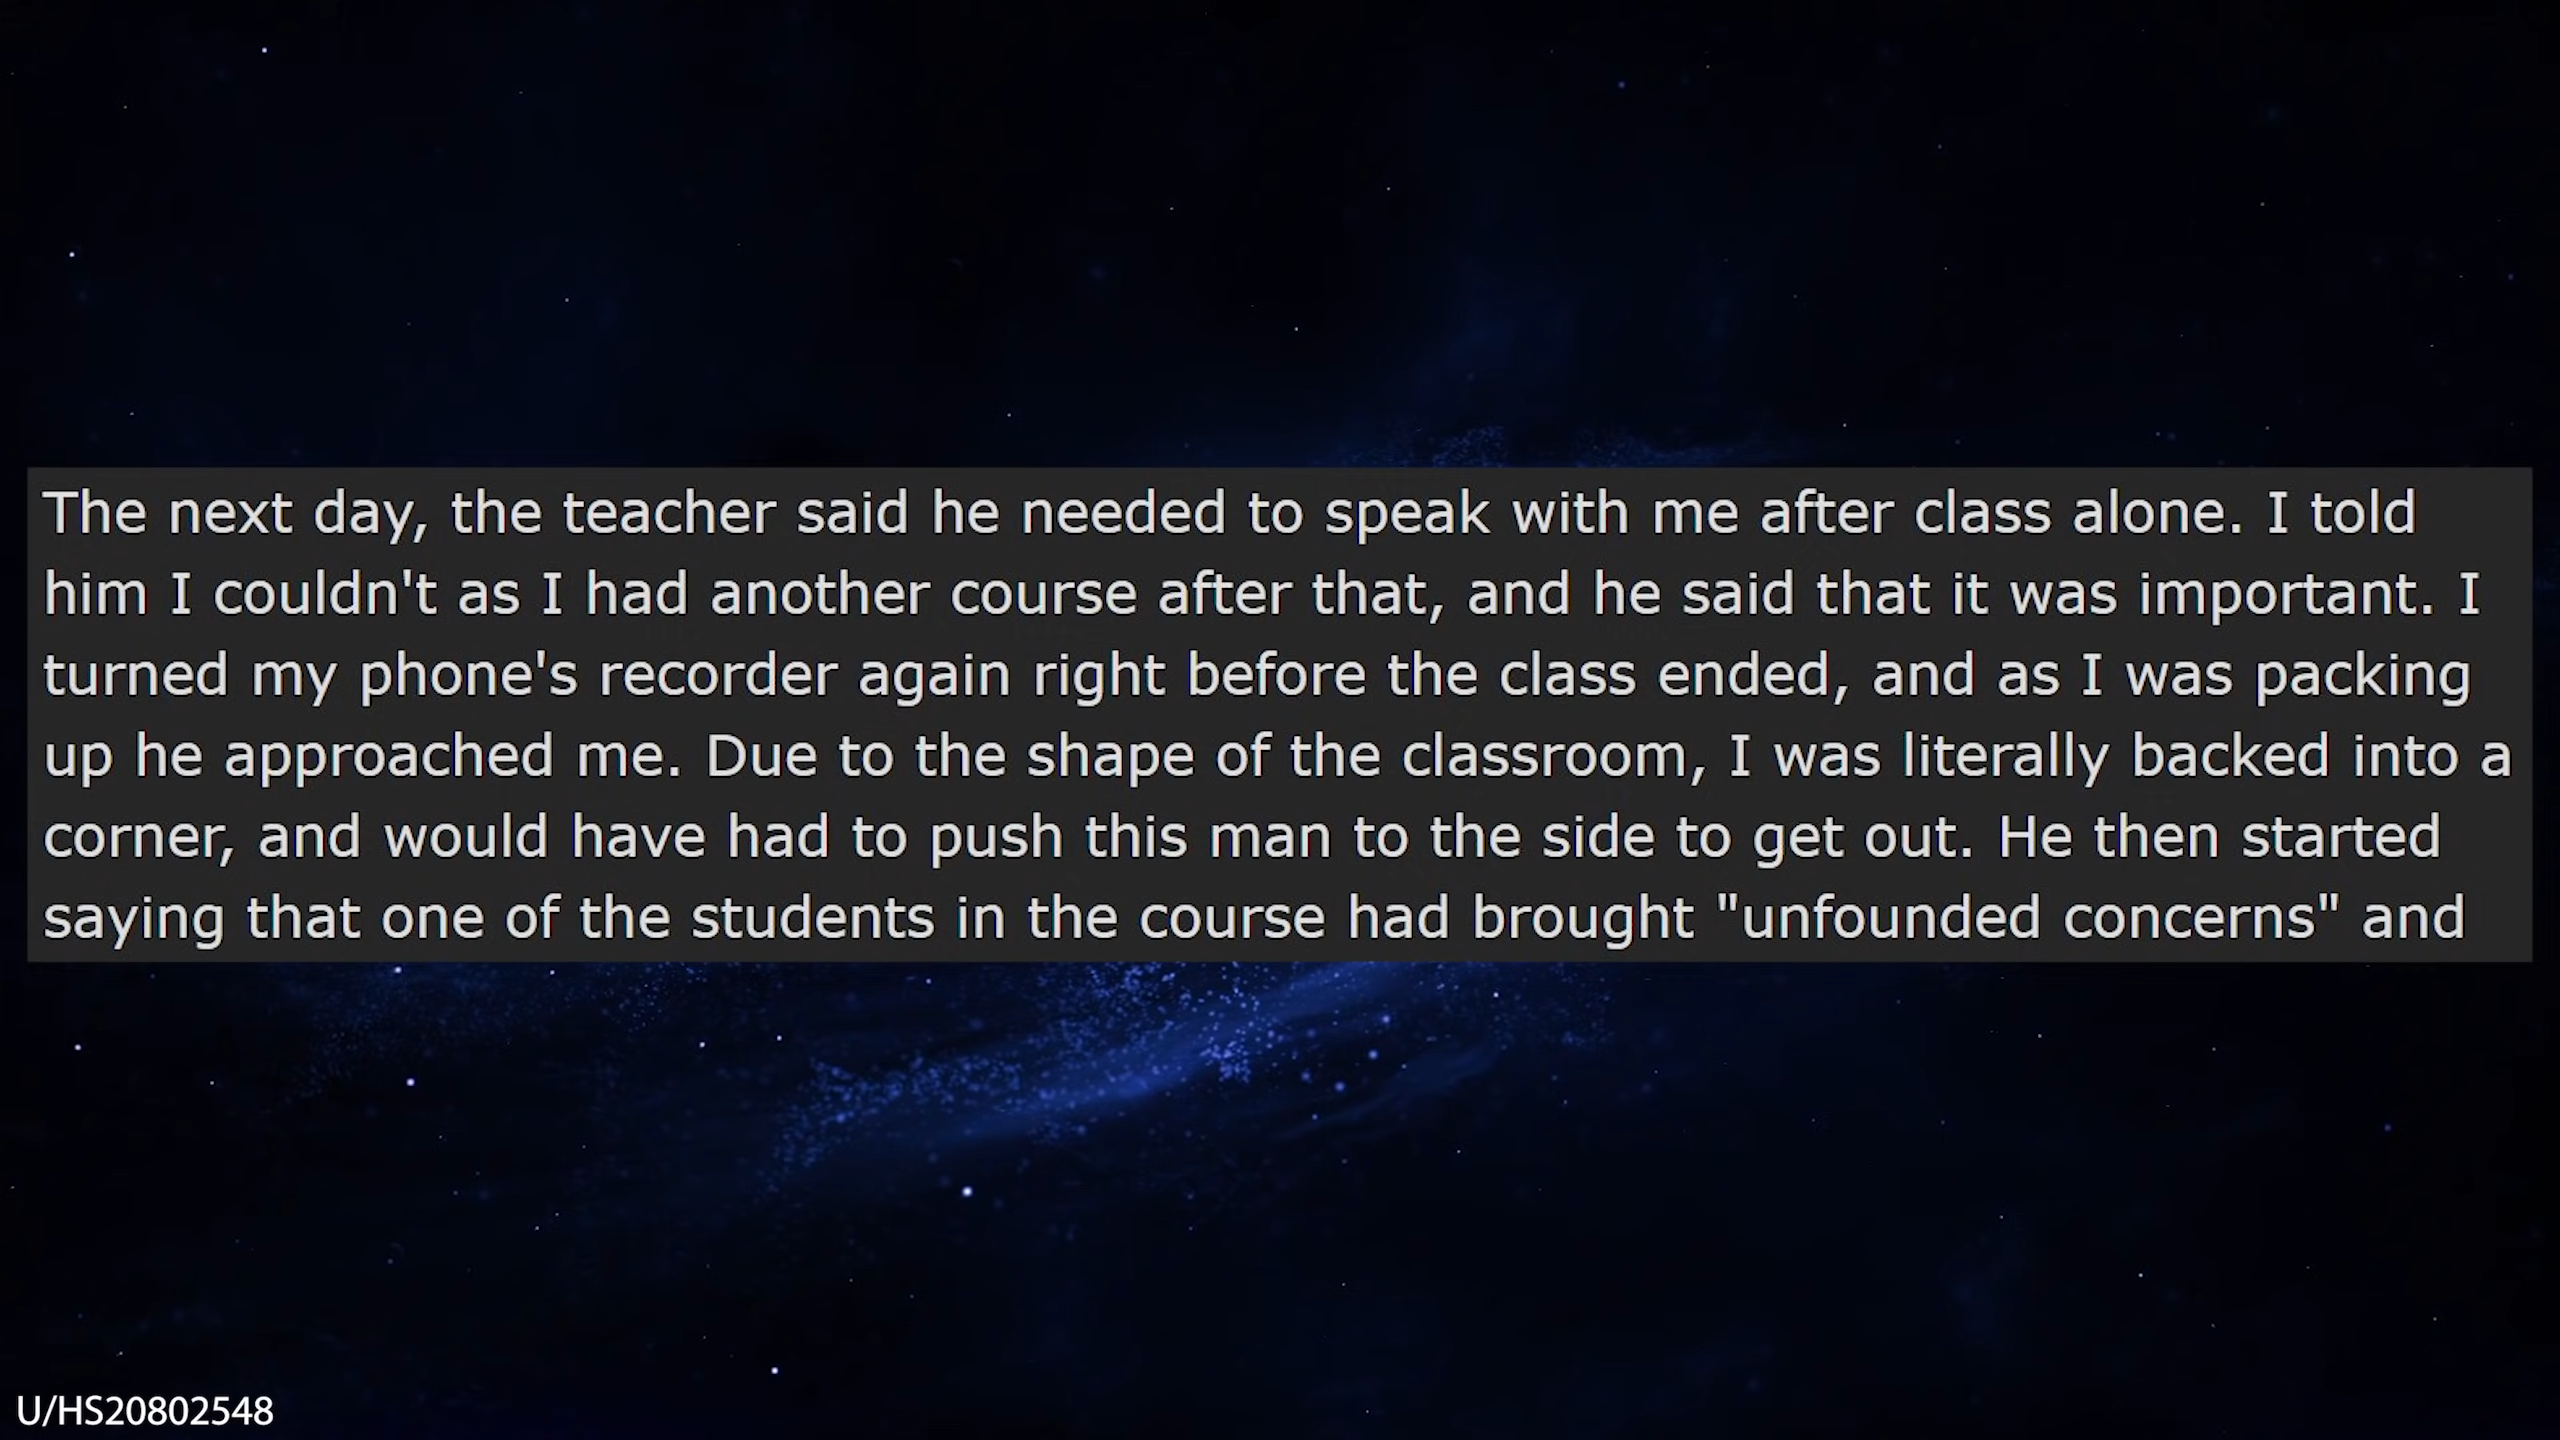 The next day, the teacher said he needed to speak with me after class alone. I told
him I couldn't as I had another course after that, and he said that it was important. I
turned my phone's recorder again right before the class ended, and as I was packing
up he approached me. Due to the shape of the classroom, I was literally backed into a
corner, and would have had to push this man to the side to get out. He then started
saying that one of the students in the course had brought "unfounded concerns" and
U/HS20802548